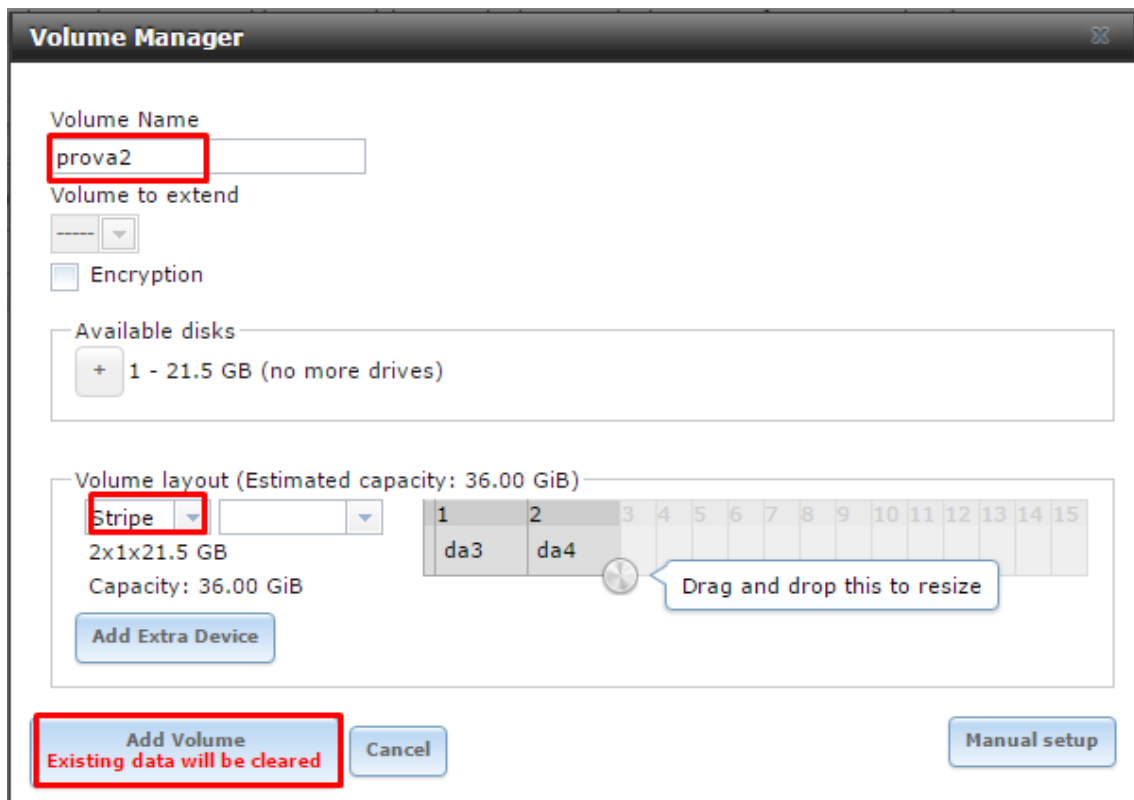 Volume Manager
Volume Name
prova2
Volume to extend
-----
Encryption
Available disks
+ 1 - 21.5 GB (no more drives)
Volume layout (Estimated capacity: 36.00 GiB)
Stripe
1 2 3 4 5 6 7 8 9 10 11 12 13 14 15
2x1x21.5 GB
da3 da4
Capacity: 36.00 GiB
Drag and drop this to resize
Add Extra Device
Add Volume
Existing data will be cleared
Cancel
Manual setup